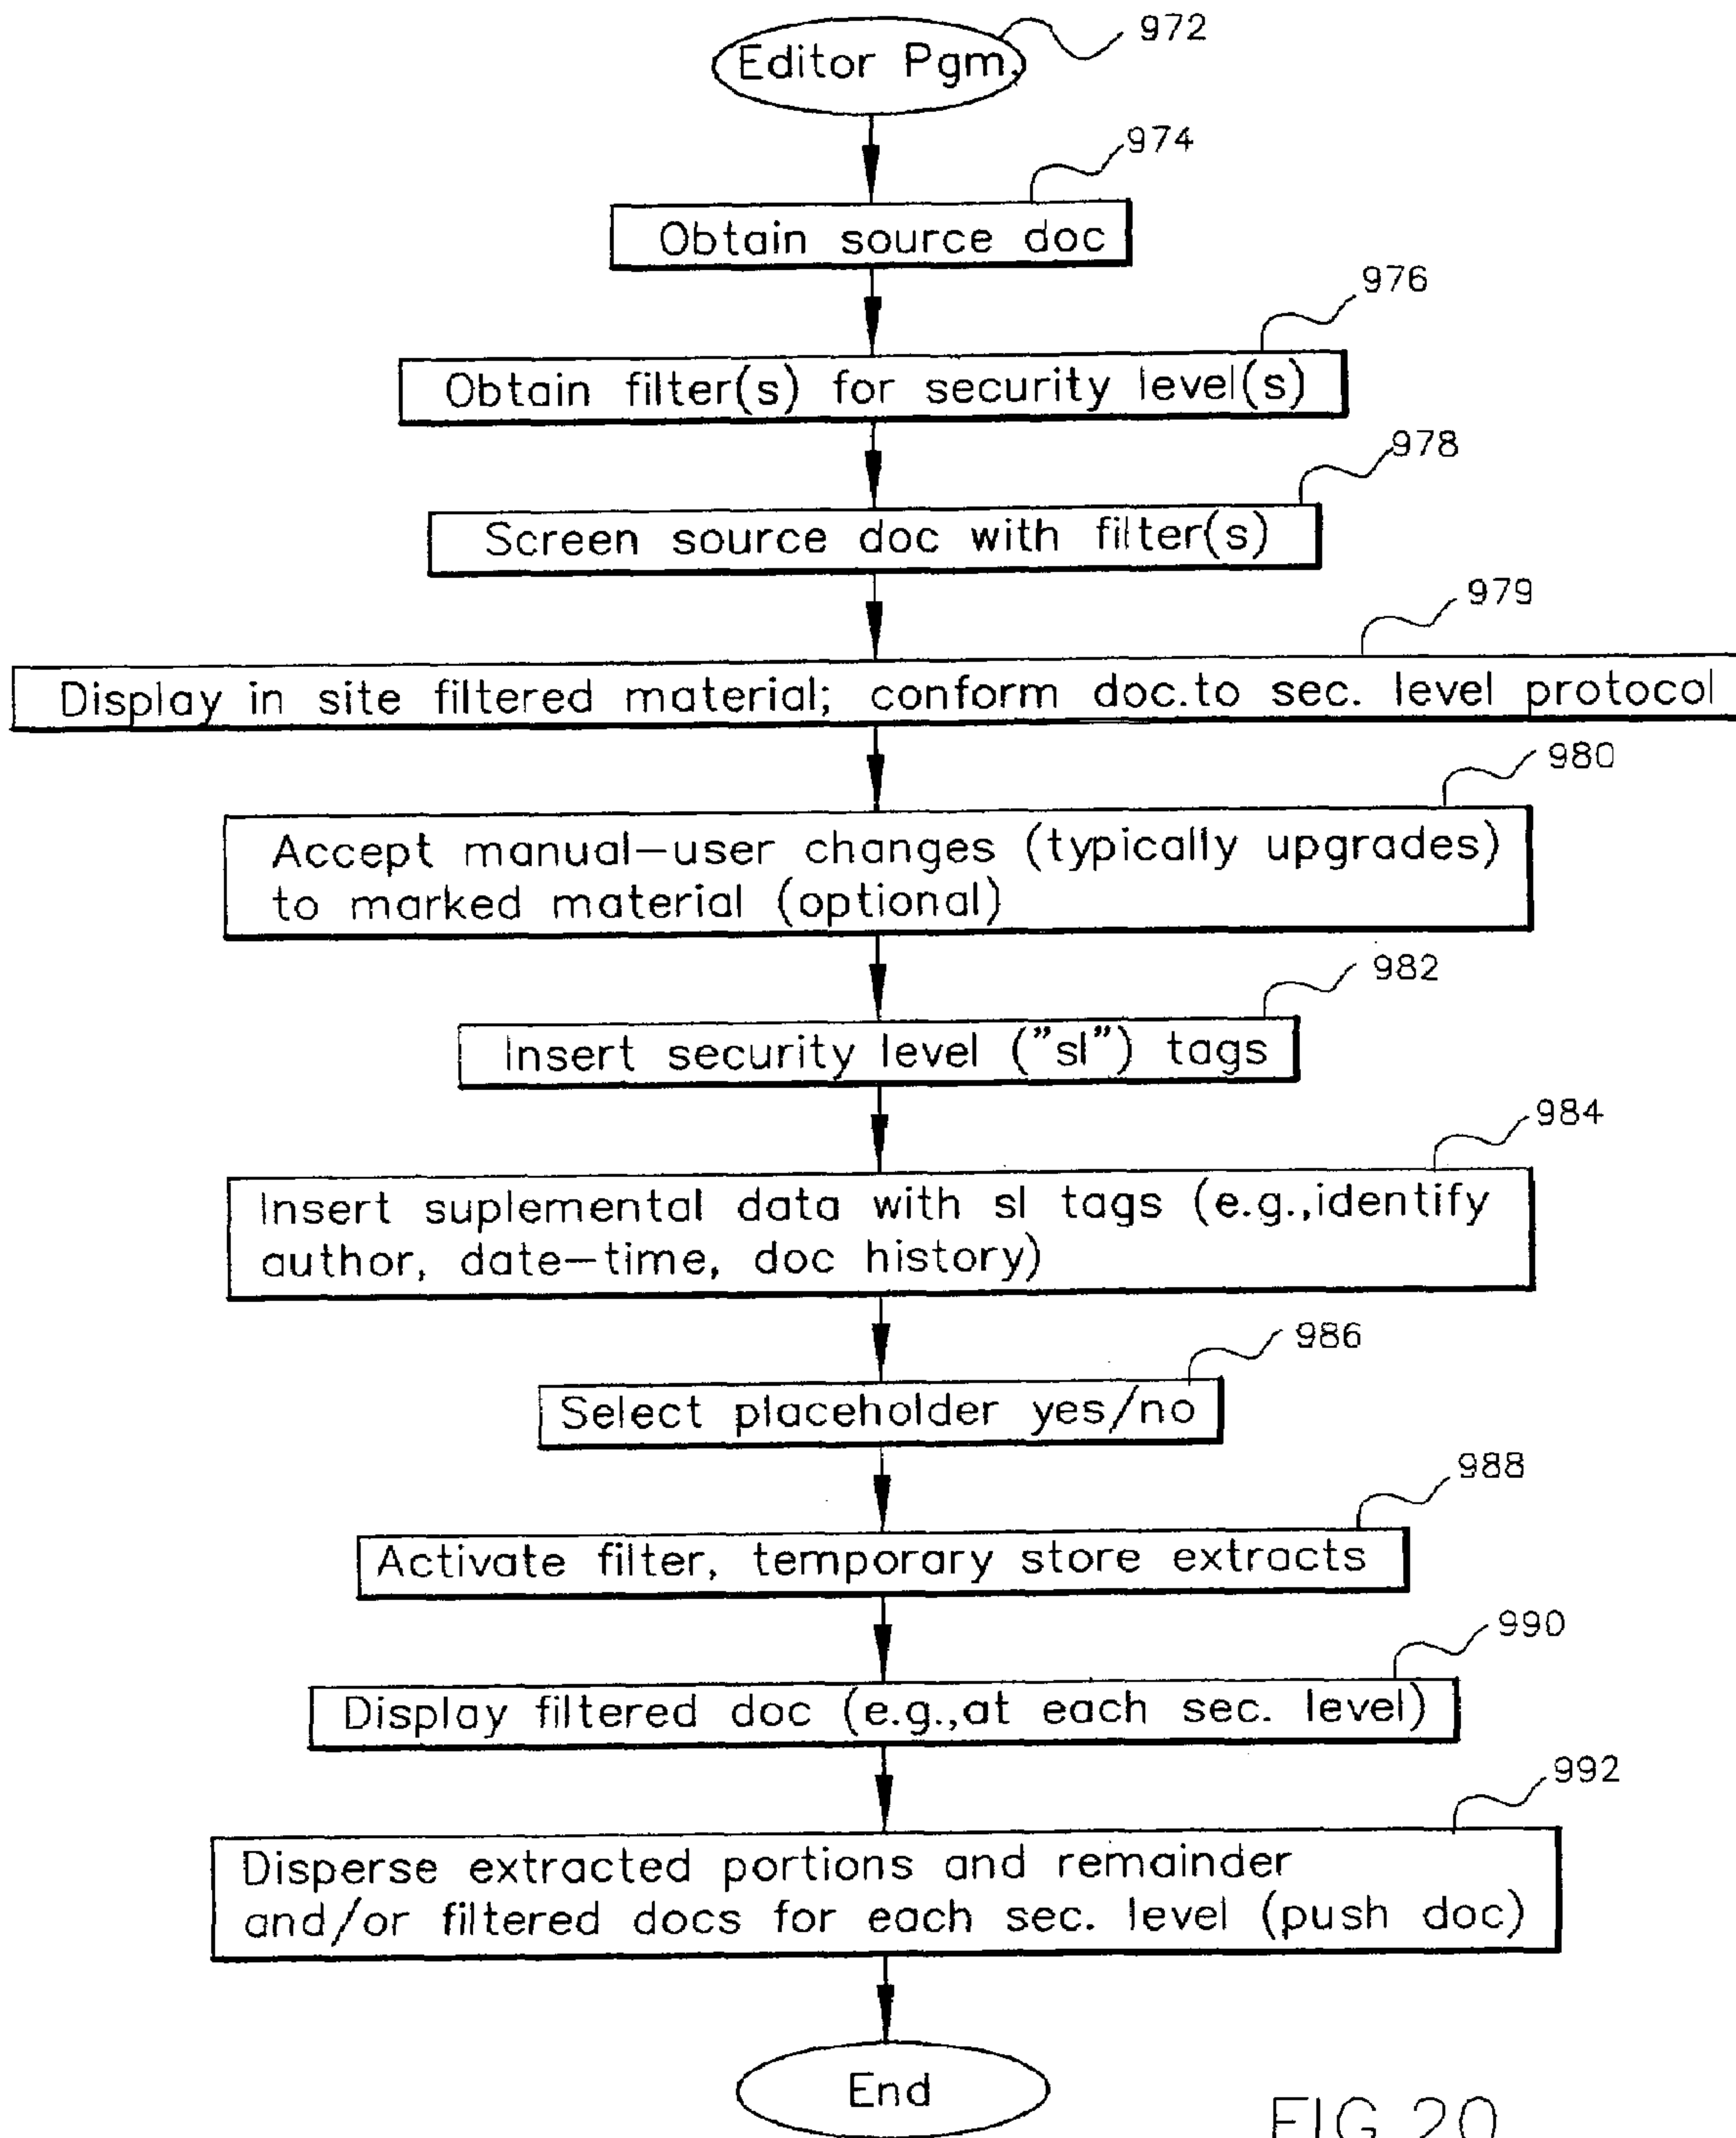 Editor Pgm.
972
974
Obtain source doc
976
Obtain filter(s) for security level(s)
978
Screen source doc with filter(s)
979
Display in site filtered material; conform doc.to sec. level protocol
980
Accept manual-user changes (typically upgrades)
to marked material (optional)
982
Insert security level ("sl") tags
984
Insert suplemental data with sl tags (e.g.,identify
author, date-time, doc history)
986
Select placeholder yes/no
988
Activate filter, temporary store extracts
990
Display filtered doc (e.g.,at each sec. level)
992
Disperse extracted portions and remainder
and/or filtered docs for each sec. level (push doc)
End
FIG 20